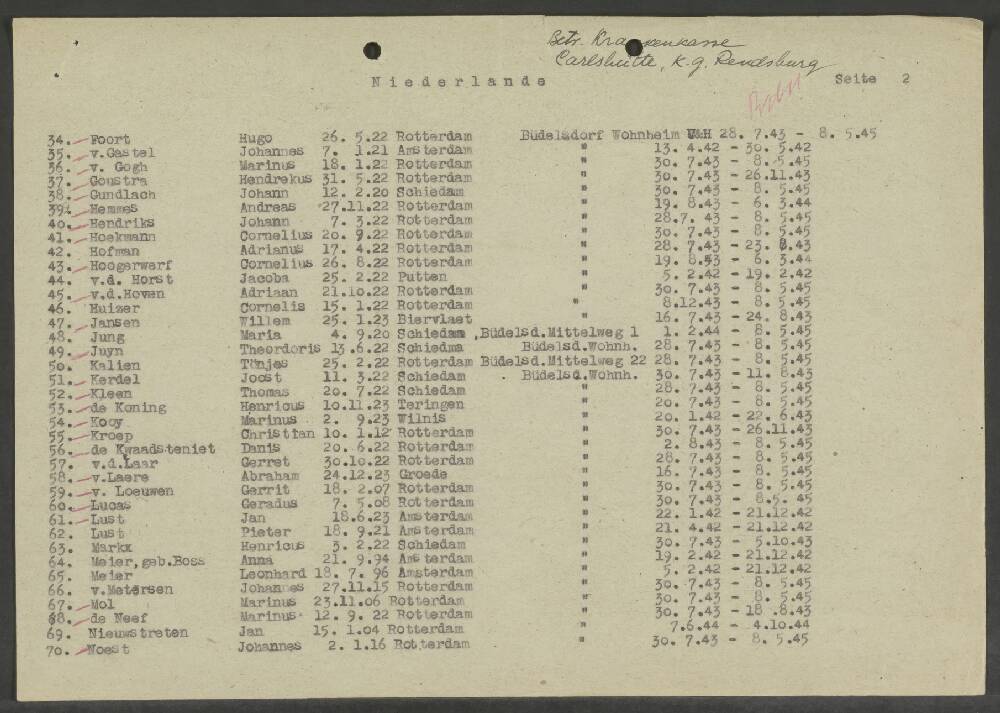 Betr. Krankenkasse
Carlshütte, K.G. Rendsburg
Niederlande Seite 2
34. Foort Hugo 26. 5.22 Rotterdam Büdelsdorf Wohnheim U&H 28. 7.43 - 8. 5.45
35. v.Gastel Johannes 7. 1.21 Amsterdam " 13. 4.42 - 30. 5.42
36. v. Gogh Marinus 18. 1.22 Rotterdam " 30. 7.43 - 8. 5.45
37. Goustra Hendrekus 31. 5.22 Rotterdam " 30. 7.43 - 26.11.43
38. Gundlach Johann 12. 2.20 Schiedam " 30. 7.43 - 8. 5.45
39. Hemmes Andreas 27.11.22 Rotterdam " 19. 8.43 - 6. 3.44
40. Hendriks Johann 7. 3.22 Rotterdam " 28.7. 43 - 8. 5.45
41. Hoekmann Cornelius 20. 9.22 Rotterdam " 30. 7.43 - 8. 5.45
42. Hofman Adrianus 17. 4.22 Rotterdam " 28. 7.43 - 23. 8.43
43. Hoogerwerf Cornelius 26. 8.22 Rotterdam " 19. 8.53 - 6. 3.44
44. v.d. Horst Jacoba 25. 2.22 Putten " 5. 2.42 - 19. 2.42
45. v.d.Hoven Adriaan 21.10.22 Rotterdam " 30. 7.43 - 8. 5.45
46. Huizer Cornelis 15. 1.22 Rotterdam " 8.12.43 - 8. 5.45
47. Jansen Willem 25. 1.23 Biervlaet " 16. 7.43 - 24. 8.43
48. Jung Maria 4. 9.20 Schiedam ,Büdelsd.Mittelweg 1 1. 2.44 - 8. 5.45
49. Juyn Theordoris 13.6.22 Schiedma Büdelsd.Wohnh. 28. 7.43 - 8. 5.45
50. Kalien Tönjes 25. 2.22 Rotterdam Büdelsd.Mittelweg 22 28. 7.43 - 8. 5.45
51. Kerdel Joost 11. 3.22 Schiedam Büdelsd.Wohnh. 30. 7.43 - 11. 8.43
52. Kleen Thomas 20. 7.22 Schiedam " 28. 7.43 - 8. 5.45
53. de Koning Henricus 10.11.23 Teringen " 20. 7.43 - 8. 5.45
54. Kooy Marinus 2. 9.23 Wilnis " 20. 1.42 - 22. 6.43
55. Kroep Christian 10. 1.12 Rotterdam " 30. 7.43 - 26.11.43
56. de Kwaadsteniet Danis 20. 6.22 Rotterdam " 2. 8.43 - 8. 5.45
57. v.d.Laar Gerret 30.10.22 Rotterdam " 28. 7.43 - 8. 5.45
58. v.Laere Abraham 24.12.23 Groede " 16. 7.43 - 8. 5.45
59. v. Loeuwen Garrit 18. 2.07 Rotterdam " 30. 7.43 - 8. 5.45
60. Lucas Geradus 7. 5.08 Rotterdam " 30. 7.43 - 8.5. 45
61. Lust Jan 18.6.23 Amsterdam " 22. 1.42 - 21.12.42
62. Lust Pieter 18. 9.21 Amsterdam " 21. 4.42 - 21.12.42
63. Markx Henricus 3. 2.22 Schiedam " 30. 7.43 - 5.10.43
64. Meier,geb.Boss Anna 21. 9.94 Amsterdam " 19. 2.42 - 21.12.42
65. Meier Leonhard 18. 7. 96 Amsterdam " 5. 2.42 - 21.12.42
66. v.Metersen Johannes 27.11.15 Rotterdam " 30. 7.43 - 8. 5.45
67. Mol Marinus 23.11.06 Rotterdam " 30. 7.43 - 8. 5.45
68. de Neef Marinus 12. 9. 22 Rotterdam " 30. 7.43 - 18 .8.43
69. Nieuwstreten Jan 15. 1.04 Rotterdam " 7.6.44 - 4.10.44
70. Noest Johannes 2. 1.16 Rotterdam " 30. 7.43 - 8. 5.45